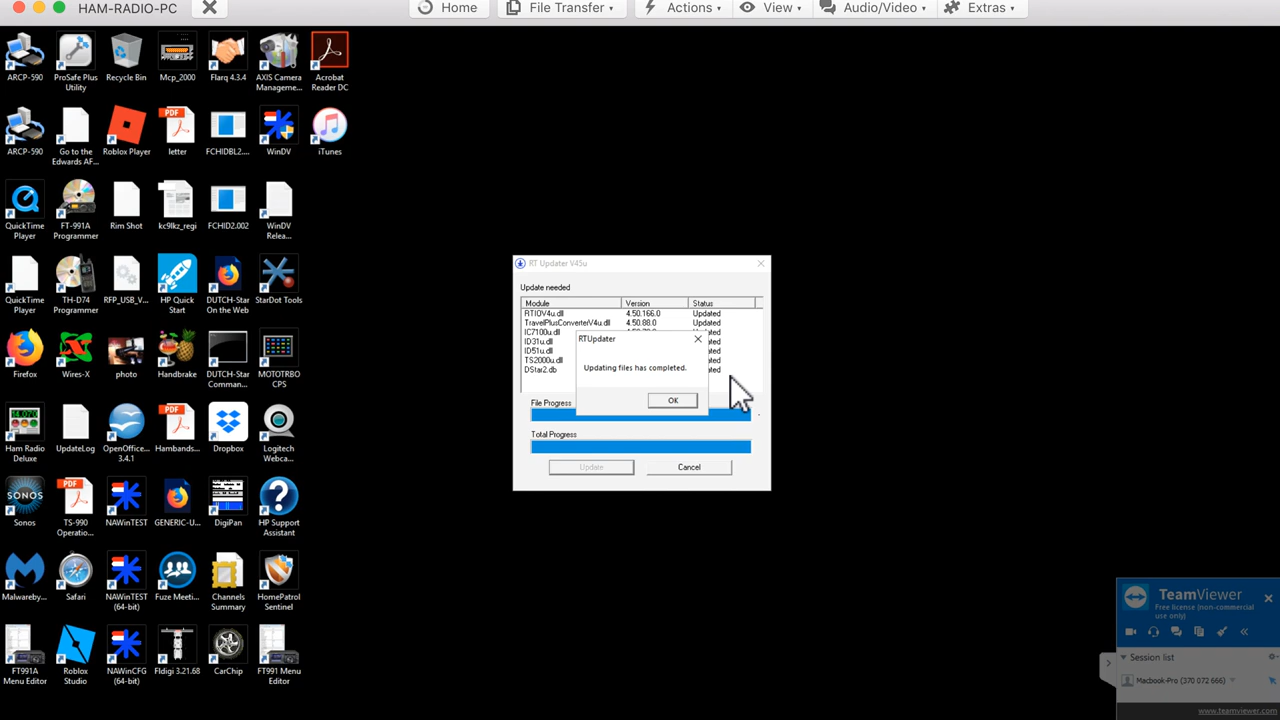 HAM-RADIO-PC
Home
File Transfer
Actions
View
Audio/Video
Extras
ARCP-590
ProSafe Plus
Utility
Recycle Bin
Mcp_2000
Flarq 4.3.4
AXIS Camera
Manageme...
Acrobat
Reader DC
ARCP-590
Go to the
Edwards AF...
Roblox Player
PDF
letter
FCHIDBL2....
WinDV
iTunes
QuickTime
Player
FT-991A
Programmer
Rim Shot
kc9lkz_regi
FCHID2.002
WinDV
Relea...
QuickTime
Player
TH-D74
Programmer
RFP_USB_V...
HP Quick
Start
DUTCH-Star
On the Web
StarDot Tools
Firefox
Wires-X
photo
Handbrake
DUTCH-Star
Comman...
MOTOTRBO
CPS
Ham Radio
Deluxe
UpdateLog
OpenOffice...
3.4.1
PDF
Hambands...
Dropbox
Logitech
Webca...
SONOS
Sonos
PDF
TS-990
Operatio...
NAWinTEST
GENERIC-U...
DigiPan
HP Support
Assistant
Malwareby...
Safari
NAWinTEST
(64-bit)
Fuze Meeti...
Channels
Summary
HomePatrol
Sentinel
FT991A
Menu Editor
Roblox
Studio
NAWinCFG
(64-bit)
Fldigi 3.21.68
CarChip
FT991 Menu
Editor
RT Updater V45u
Update needed
Module Version Status
RTIOV4u.dll 4.50.166.0 Updated
TravelPlusConverterV4u.dll 4.50.88.0 Updated
IC7100u.dll
ID31u.dll
ID51u.dll
TS2000u.dll
DStar2.db
RTUpdater
Updating files has completed.
OK
File Progress
Total Progress
Update
Cancel
TeamViewer
Free license (non-commercial
use only)
Session list
Macbook-Pro (370 072 666)
www.teamviewer.com